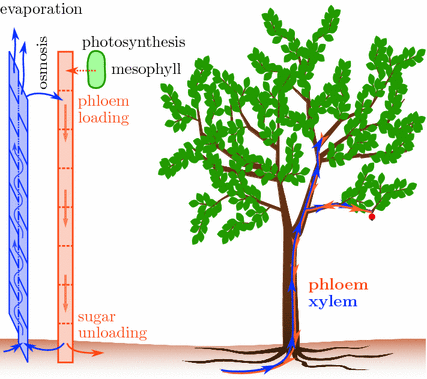 evaporation
osmosis
photosynthesis
mesophyll
phloem
loading
sugar
unloading
phloem
xylem